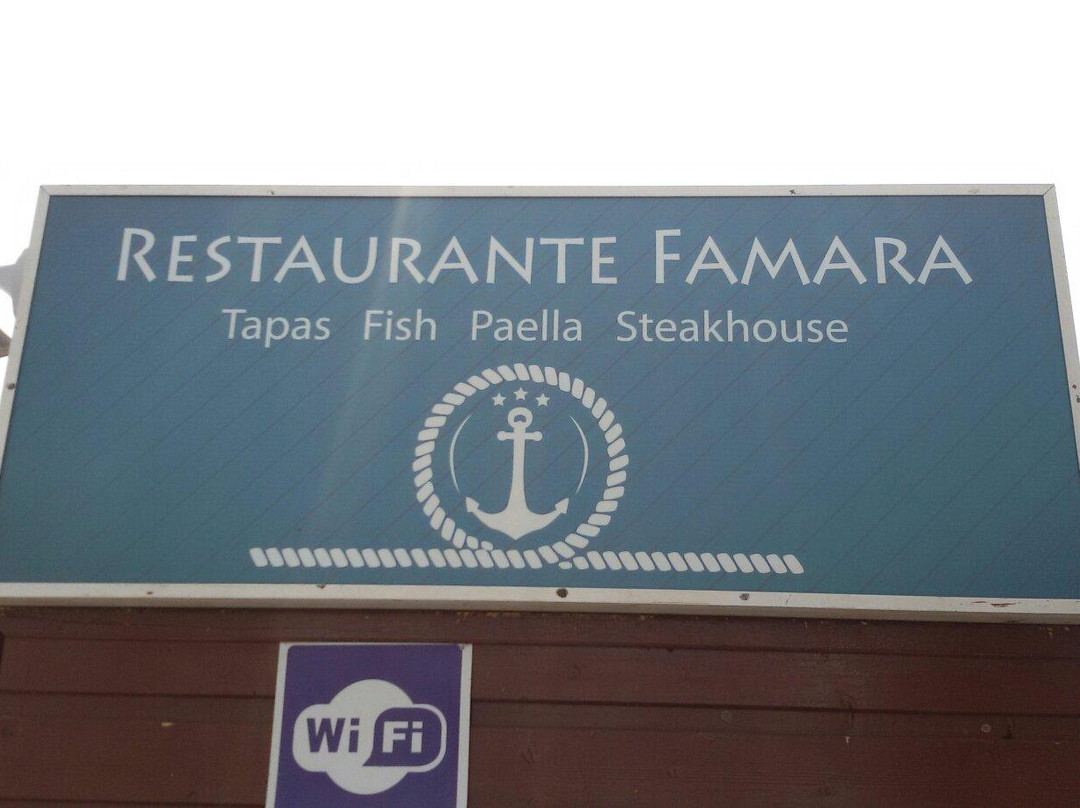 RESTAURANTE FAMARA
Tapas Fish Paella Steakhouse
Wi Fi